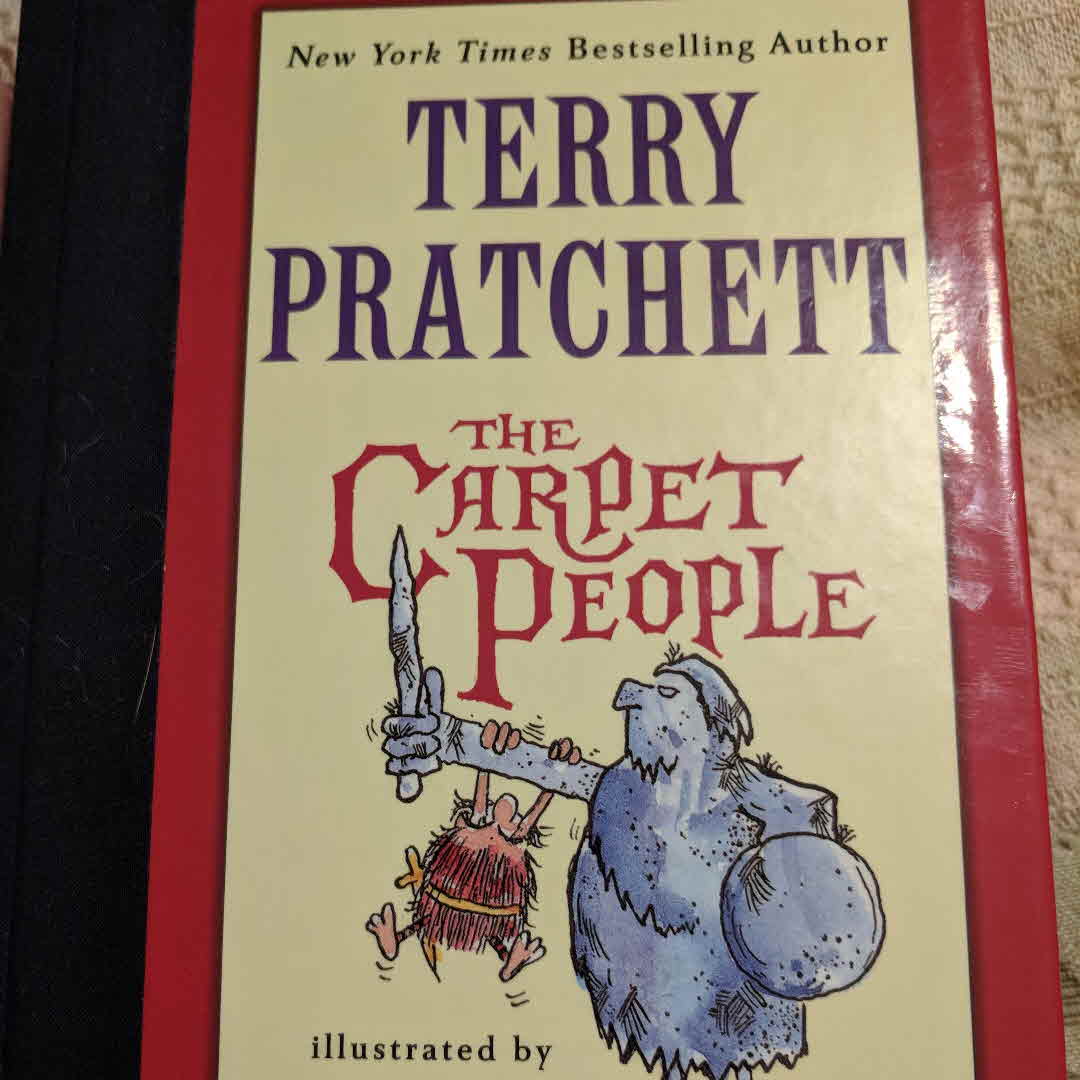 New York Times Bestselling Author
TERRY
PRATCHETT
THE
CARPET
PEOPLE
illustrated by